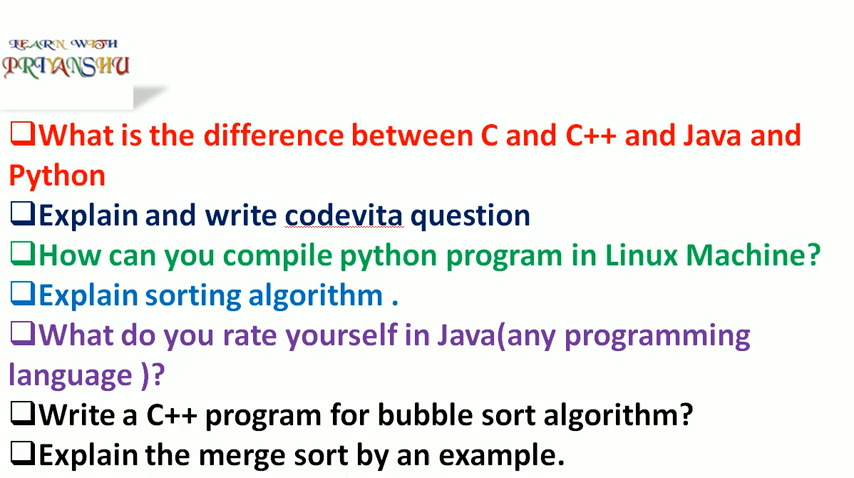 LEARN WITH
PRIYANSHU
❑What is the difference between C and C++ and Java and
Python
❑Explain and write codevita question
❑How can you compile python program in Linux Machine?
❑Explain sorting algorithm .
❑What do you rate yourself in Java(any programming
language )?
❑Write a C++ program for bubble sort algorithm?
❑Explain the merge sort by an example.